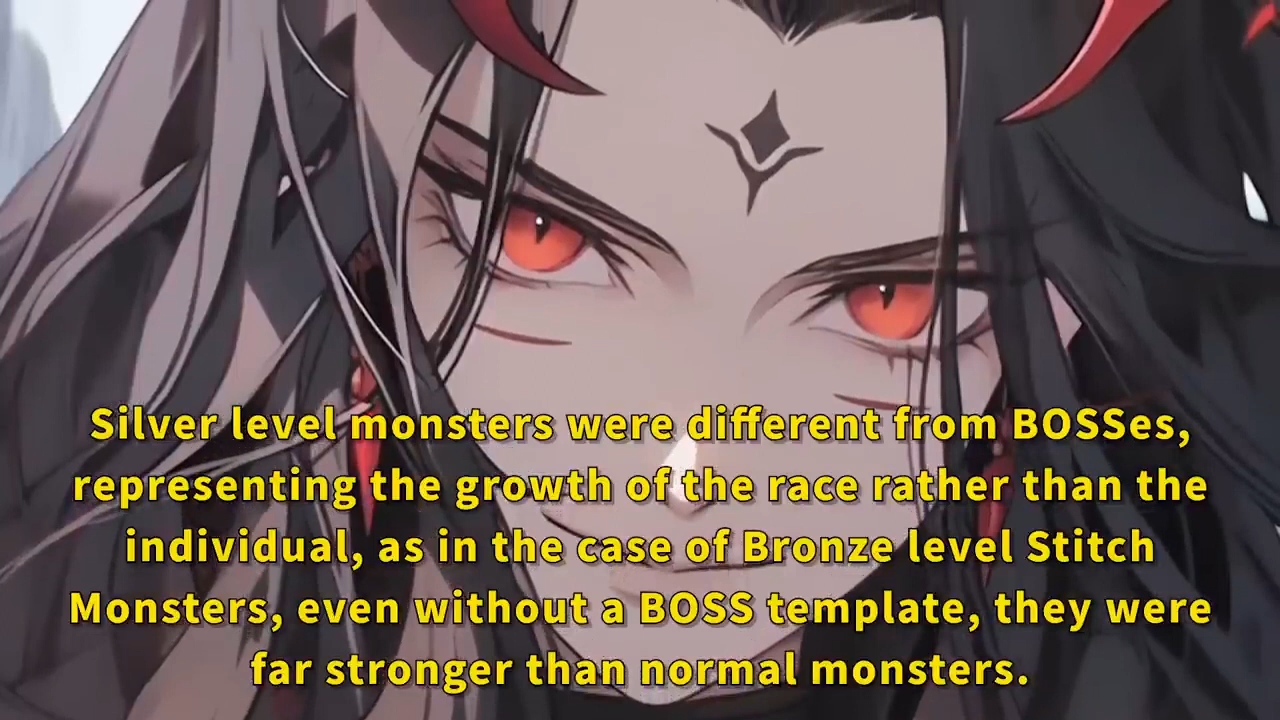 Silver level monsters were different from BOSSes,
representing the growth of the race rather than the
individual, as in the case of Bronze level Stitch
Monsters, even without a BOSS template, they were
far stronger than normal monsters.